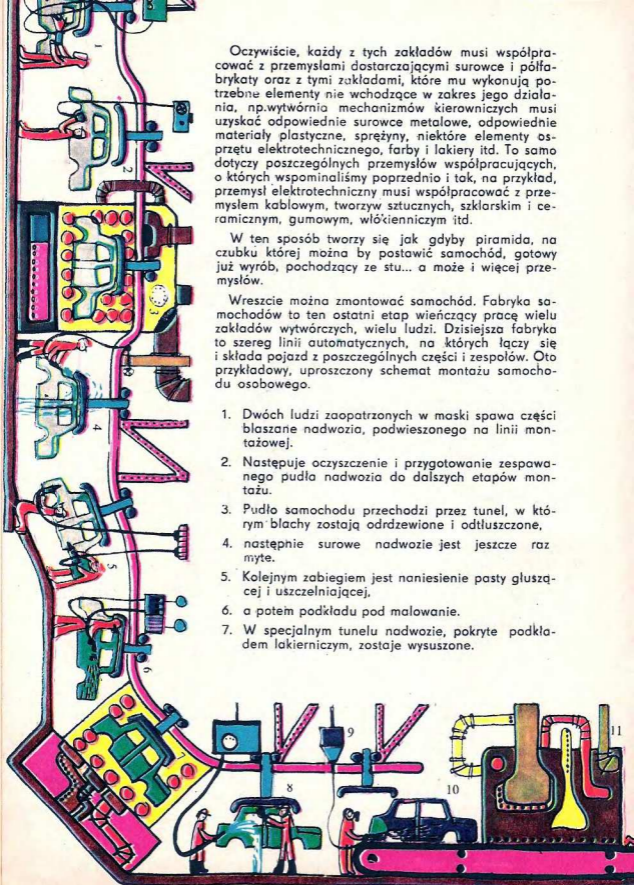 Oczywiście, każdy z tych zakładów musi współpra-
cować z przemysłami dostarczającymi surowce i półfa-
brykaty oraz z tymi zakładami, które mu wykonują po-
trzebne elementy nie wchodzące w zakres jego działa-
nia, np.wytwórnia mechanizmów kierowniczych musi
uzyskać odpowiednie surowce metalowe, odpowiednie
materiały plastyczne, sprężyny, niektóre elementy os-
przętu elektrotechnicznego, farby i lakiery itd. To samo
dotyczy poszczególnych przemysłów współpracujących,
o których wspominaliśmy poprzednio i tak, na przykład,
przemysł elektrotechniczny musi współpracować z prze-
mysłem kablowym, tworzyw sztucznych, szklarskim i ce-
ramicznym, gumowym, włókienniczym itd.
W ten sposób tworzy się jak gdyby piramida, na
czubku której można by postawić samochód, gotowy
już wyrób, pochodzący ze stu... a może i więcej prze-
mysłów.
Wreszcie można zmontować samochód. Fabryka sa-
mochodów to ten ostatni etap wieńczący pracę wielu
zakładów wytwórczych, wielu ludzi. Dzisiejsza fabryka
to szereg linii automatycznych, na których łączy się
i składa pojazd z poszczególnych części i zespołów. Oto
przykładowy, uproszczony schemat montażu samocho-
du osobowego.
1. Dwóch ludzi zaopatrzonych w maski spawa części
blaszane nadwozia, podwieszonego na linii mon-
tażowej.
2. Następuje oczyszczenie i przygotowanie zespawa-
nego pudła nadwozia do dalszych etapów mon-
tażu.
3. Pudło samochodu przechodzi przez tunel, w któ-
rym blachy zostają odrdzewione i odtłuszczone,
4. następnie surowe nadwozie jest jeszcze raz
myte.
5. Kolejnym zabiegiem jest naniesienie pasty głuszą-
cej i uszczelniającej,
6. a potem podkładu pod malowanie.
7. W specjalnym tunelu nadwozie, pokryte podkła-
dem lakierniczym, zostaje wysuszone.
1
2
4
5
6
8
9
10
11